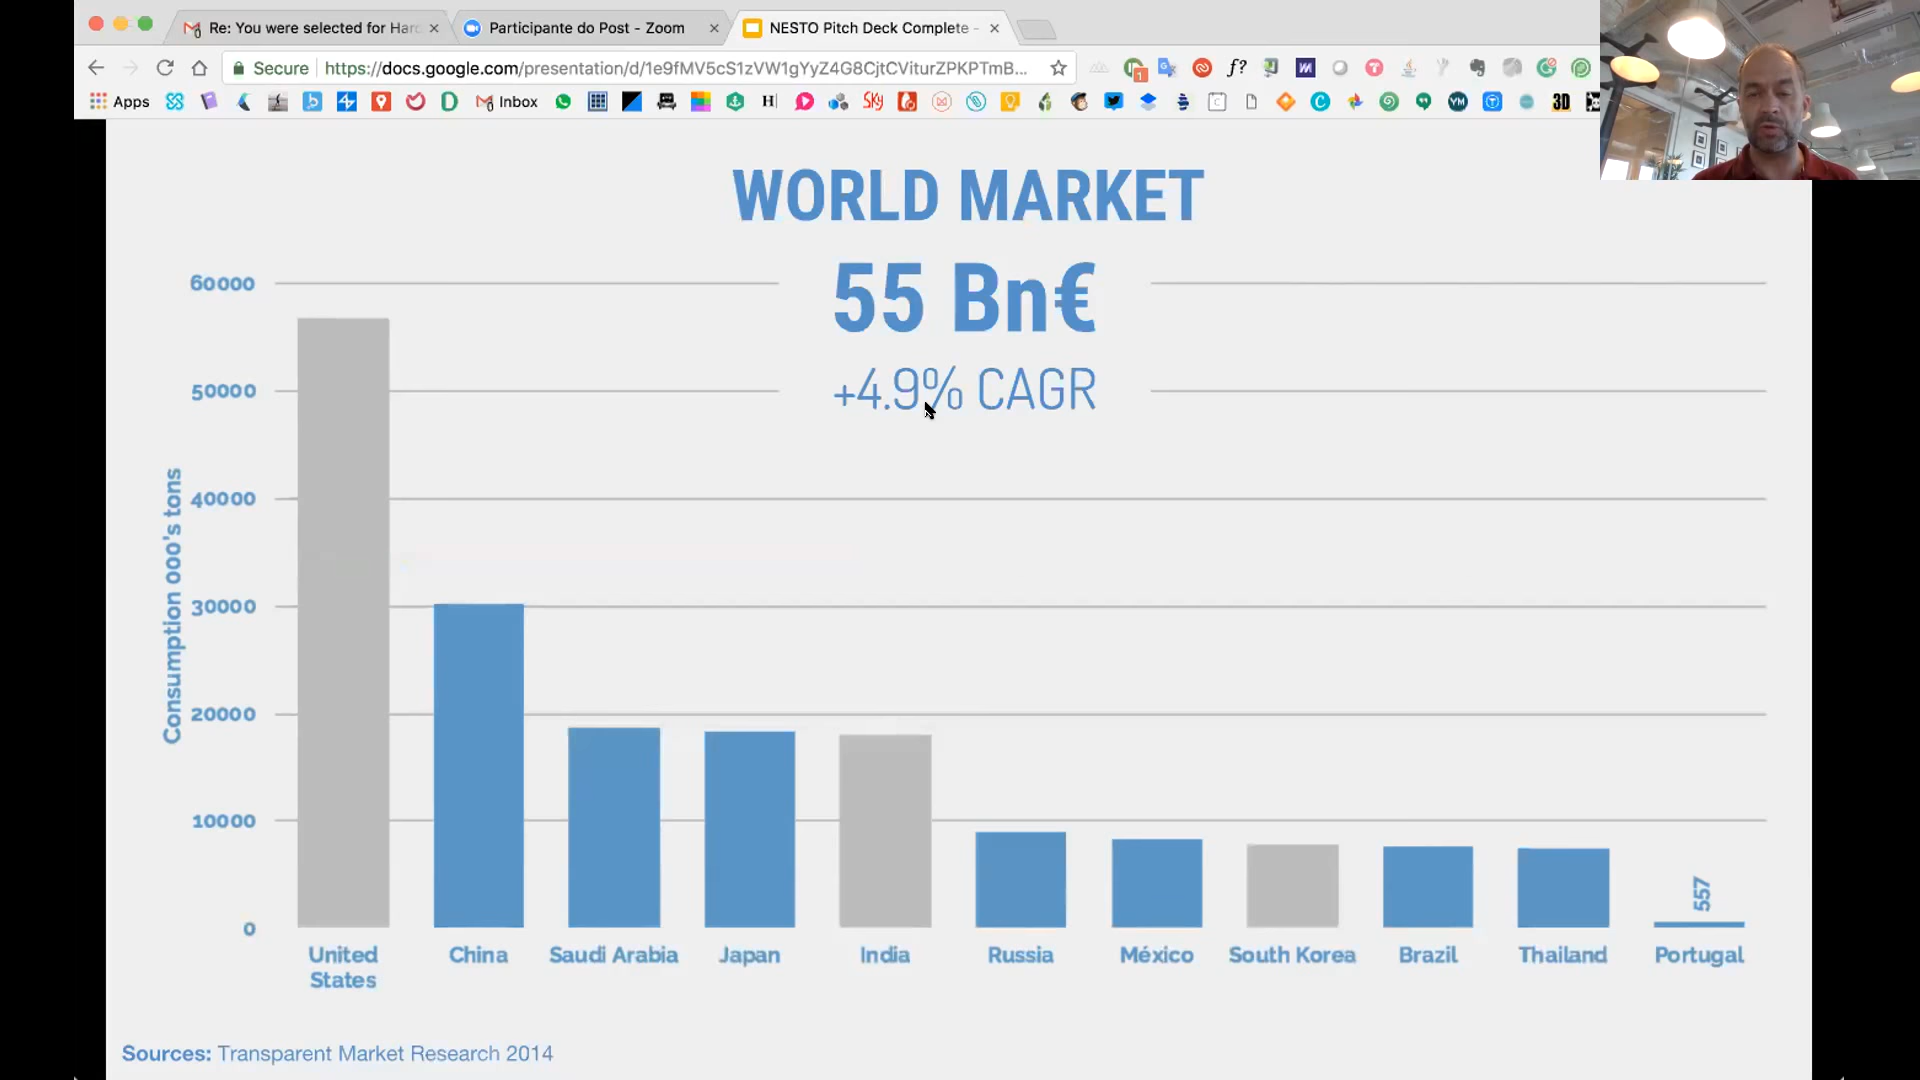 Re: You were selected for Har
Participante do Post - Zoom
NESTO Pitch Deck Complete -
Secure
https://docs.google.com/presentation/d/1e9fMV5cS1zVW1gYyZ4G8CjtCViturZPKPTmB...
f?
Apps
Inbox
H
Sky
YM
3D
WORLD MARKET
55 Bn€
+4.9% CAGR
60000
50000
40000
30000
20000
10000
0
Consumption 000's tons
557
United States
China
Saudi Arabia
Japan
India
Russia
México
South Korea
Brazil
Thailand
Portugal
Sources: Transparent Market Research 2014